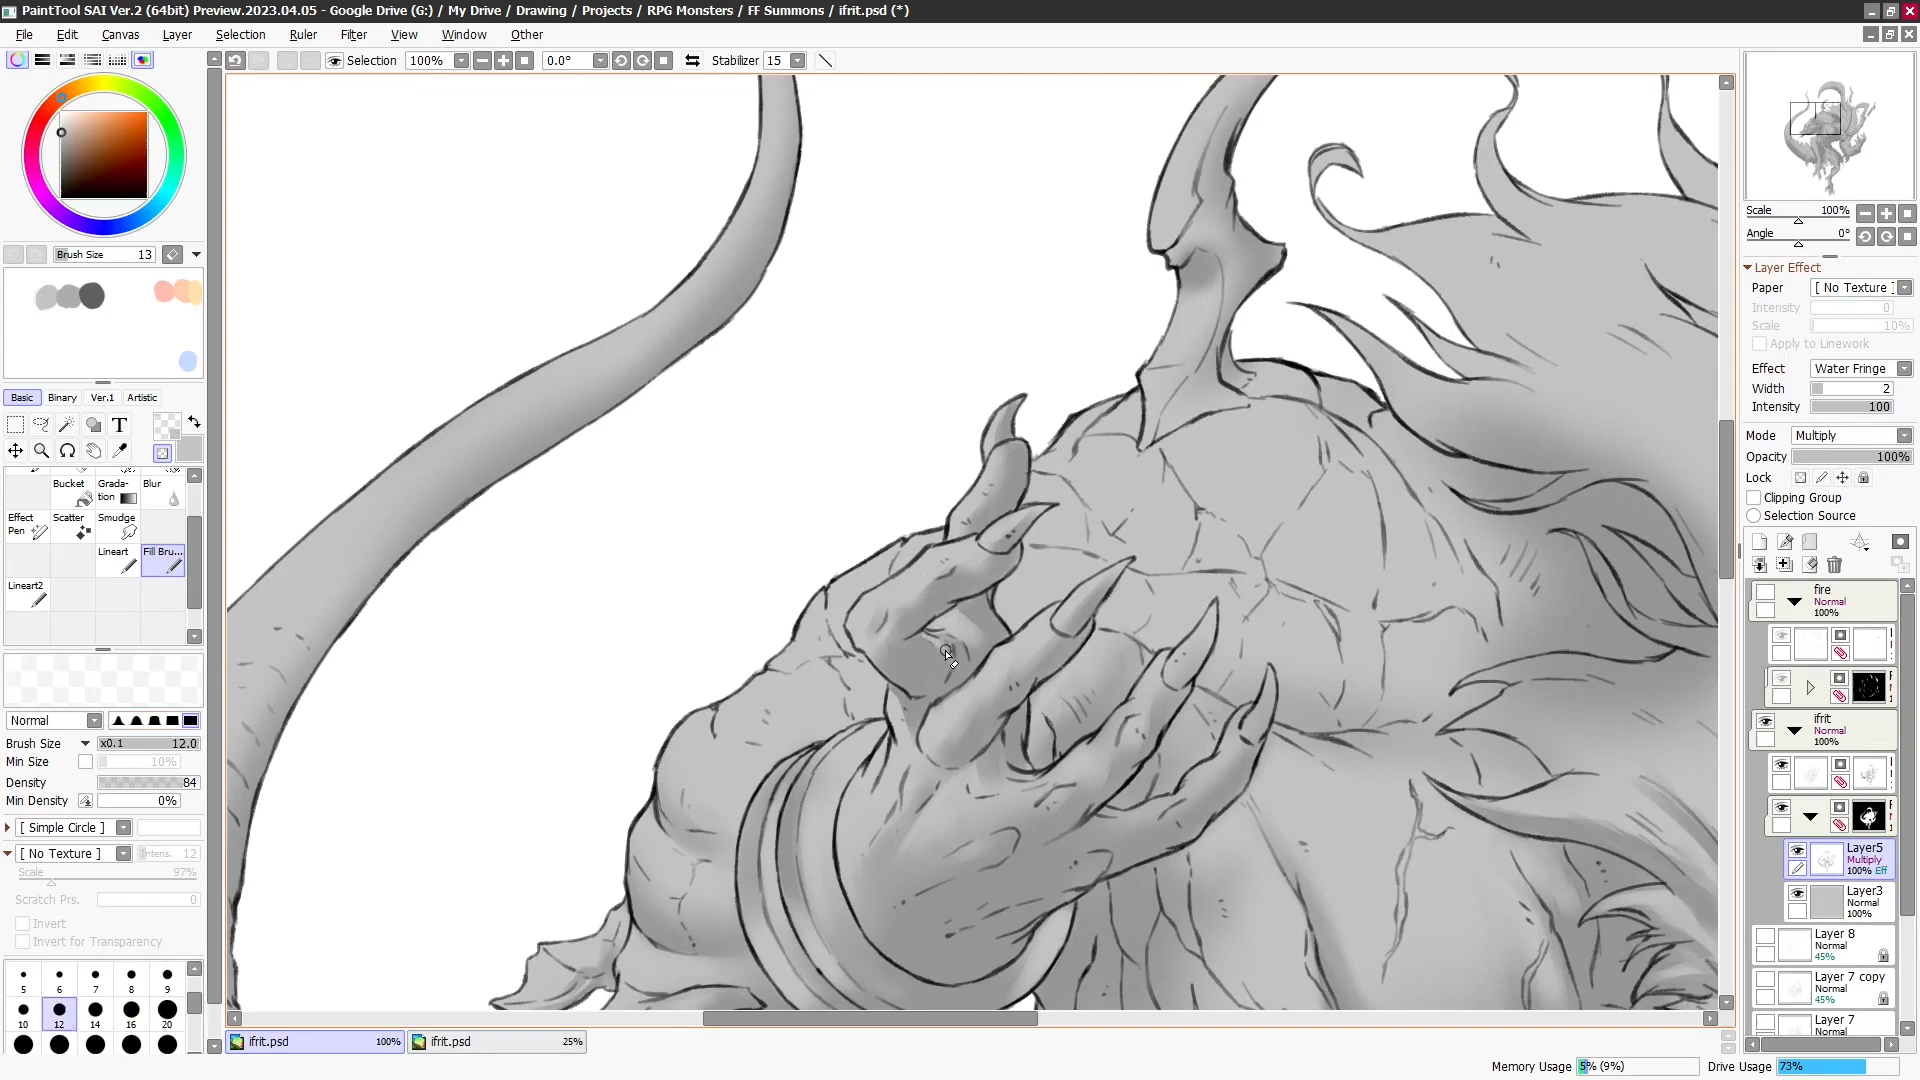 PaintTool SAI Ver.2 (64bit) Preview.2023.04.05 - Google Drive (G:) / My Drive / Drawing / Projects / RPG Monsters / FF Summons / ifrit.psd (*)
File Edit Canvas Layer Selection Ruler Filter View Window Other
Selection 100% 0.0° Stabilizer 15
Brush Size 13
Basic Binary Ver.1 Artistic
T
Bucket Grada-tion Blur
Effect Pen Scatter Smudge
Lineart Fill Bru...
Lineart2
Normal
Brush Size x0.1 12.0
Min Size 10%
Density 84
Min Density 0%
[ Simple Circle ]
[ No Texture ] Intens. 12
Scale 97%
Scratch Prs. 0
Invert
Invert for Transparency
5 6 7 8 9
10 12 14 16 20
ifrit.psd 100% ifrit.psd 25%
Scale 100%
Angle 0°
Layer Effect
Paper [ No Texture ]
Intensity 0
Scale 10%
Apply to Linework
Effect Water Fringe
Width 2
Intensity 100
Mode Multiply
Opacity 100%
Lock
Clipping Group
Selection Source
fire
Normal
100%
ifrit
Normal
100%
Layer5
Multiply
100% Eff
Layer3
Normal
100%
Layer 8
Normal
45%
Layer 7 copy
Normal
45%
Layer 7
Normal
Memory Usage 5% (9%) Drive Usage 73%